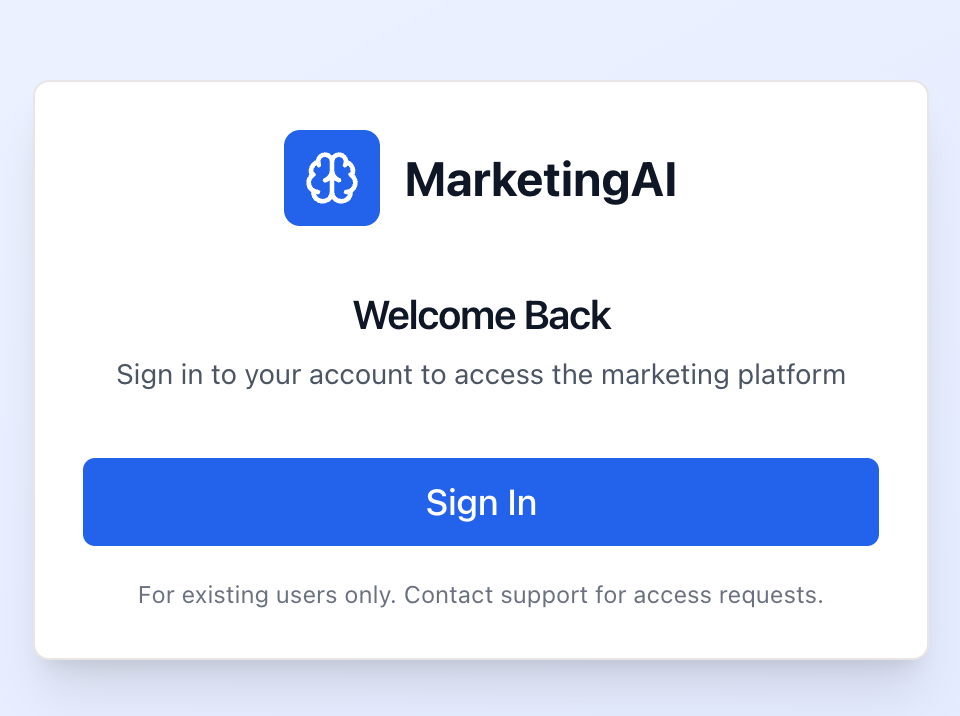 MarketingAI
Welcome Back
Sign in to your account to access the marketing platform
Sign In
For existing users only. Contact support for access requests.